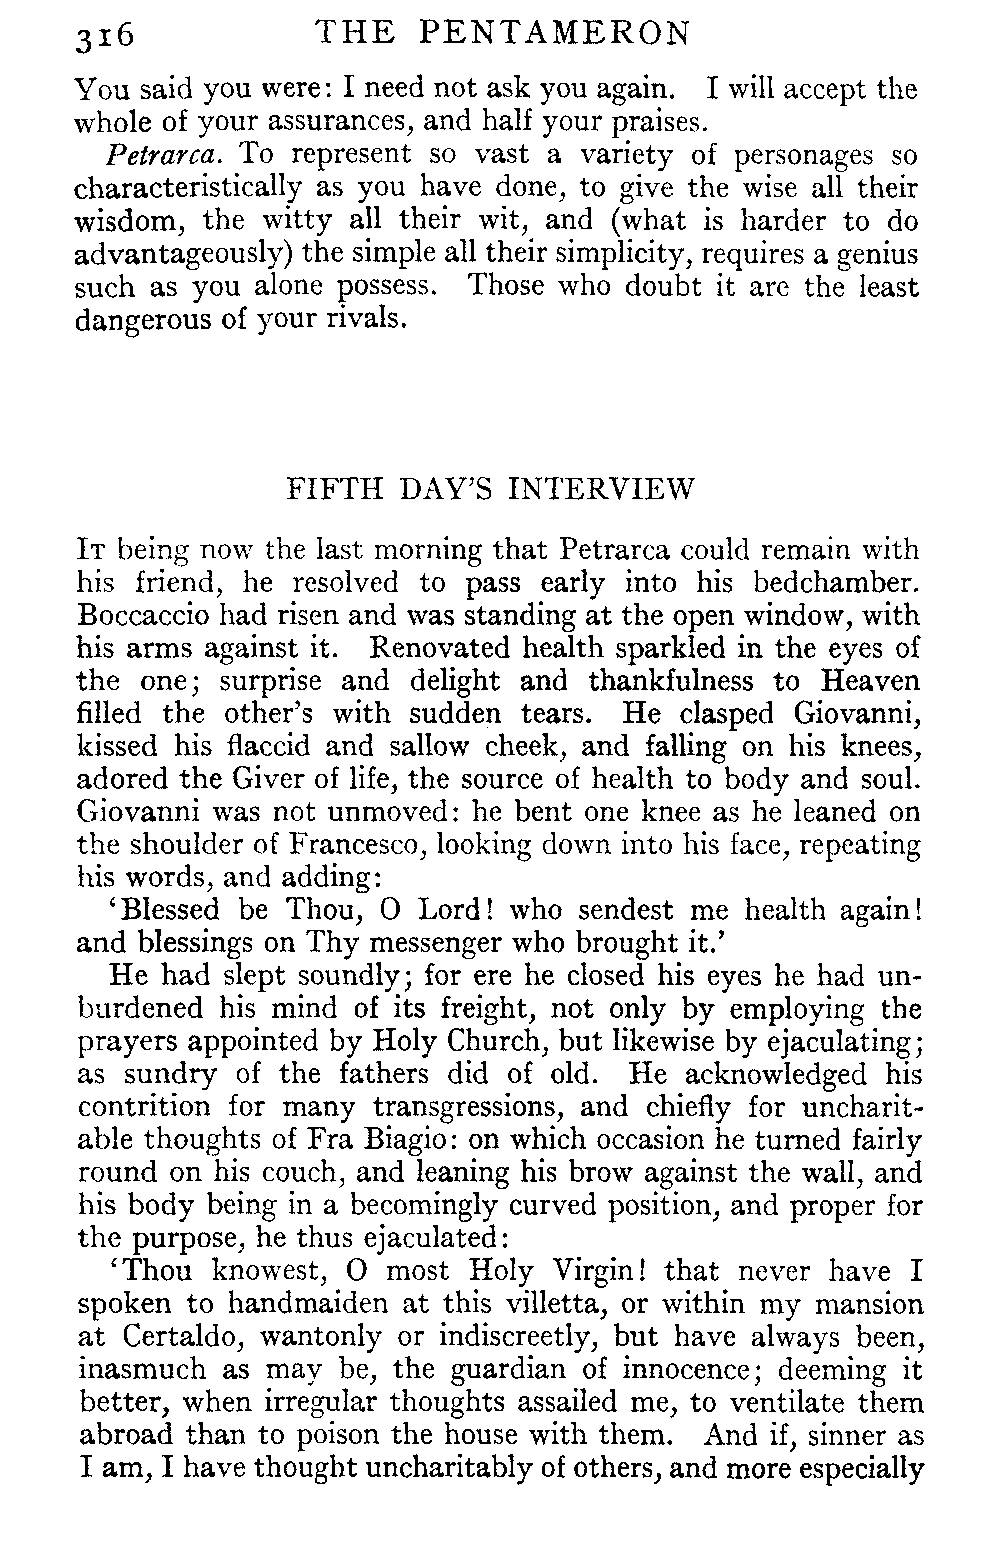 316 THE PENTAMERON
You said you were: I need not ask you again. I will accept the
whole of your assurances, and half your praises.
Petrarca. To represent so vast a variety of personages so
characteristically as you have done, to give the wise all their
wisdom, the witty all their wit, and (what is harder to do
advantageously) the simple all their simplicity, requires a genius
such as you alone possess. Those who doubt it are the least
dangerous of your rivals.
FIFTH DAY'S INTERVIEW
IT being now the last morning that Petrarca could remain with
his friend, he resolved to pass early into his bedchamber.
Boccaccio had risen and was standing at the open window, with
his arms against it. Renovated health sparkled in the eyes of
the one; surprise and delight and thankfulness to Heaven
filled the other's with sudden tears. He clasped Giovanni,
kissed his flaccid and sallow cheek, and falling on his knees,
adored the Giver of life, the source of health to body and soul.
Giovanni was not unmoved: he bent one knee as he leaned on
the shoulder of Francesco, looking down into his face, repeating
his words, and adding:
'Blessed be Thou, O Lord! who sendest me health again!
and blessings on Thy messenger who brought it.'
He had slept soundly; for ere he closed his eyes he had un-
burdened his mind of its freight, not only by employing the
prayers appointed by Holy Church, but likewise by ejaculating;
as sundry of the fathers did of old. He acknowledged his
contrition for many transgressions, and chiefly for uncharit-
able thoughts of Fra Biagio: on which occasion he turned fairly
round on his couch, and leaning his brow against the wall, and
his body being in a becomingly curved position, and proper for
the purpose, he thus ejaculated:
'Thou knowest, O most Holy Virgin! that never have I
spoken to handmaiden at this villetta, or within my mansion
at Certaldo, wantonly or indiscreetly, but have always been,
inasmuch as may be, the guardian of innocence; deeming it
better, when irregular thoughts assailed me, to ventilate them
abroad than to poison the house with them. And if, sinner as
I am, I have thought uncharitably of others, and more especially